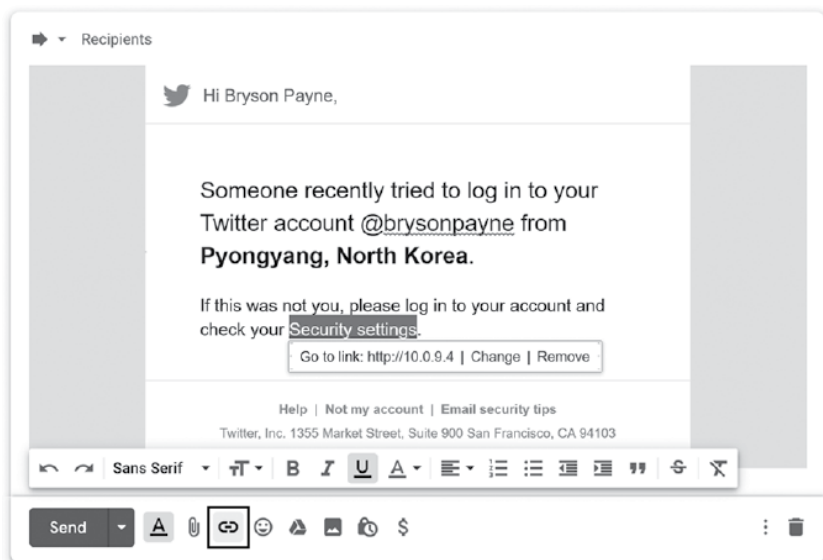 Recipients
Hi Bryson Payne,
Someone recently tried to log in to your
Twitter account @brysonpayne from
Pyongyang, North Korea.
If this was not you, please log in to your account and
check your Security settings.
Go to link: http://10.0.9.4 | Change | Remove
Help | Not my account | Email security tips
Twitter, Inc. 1355 Market Street, Suite 900 San Francisco, CA 94103
Sans Serif
Send